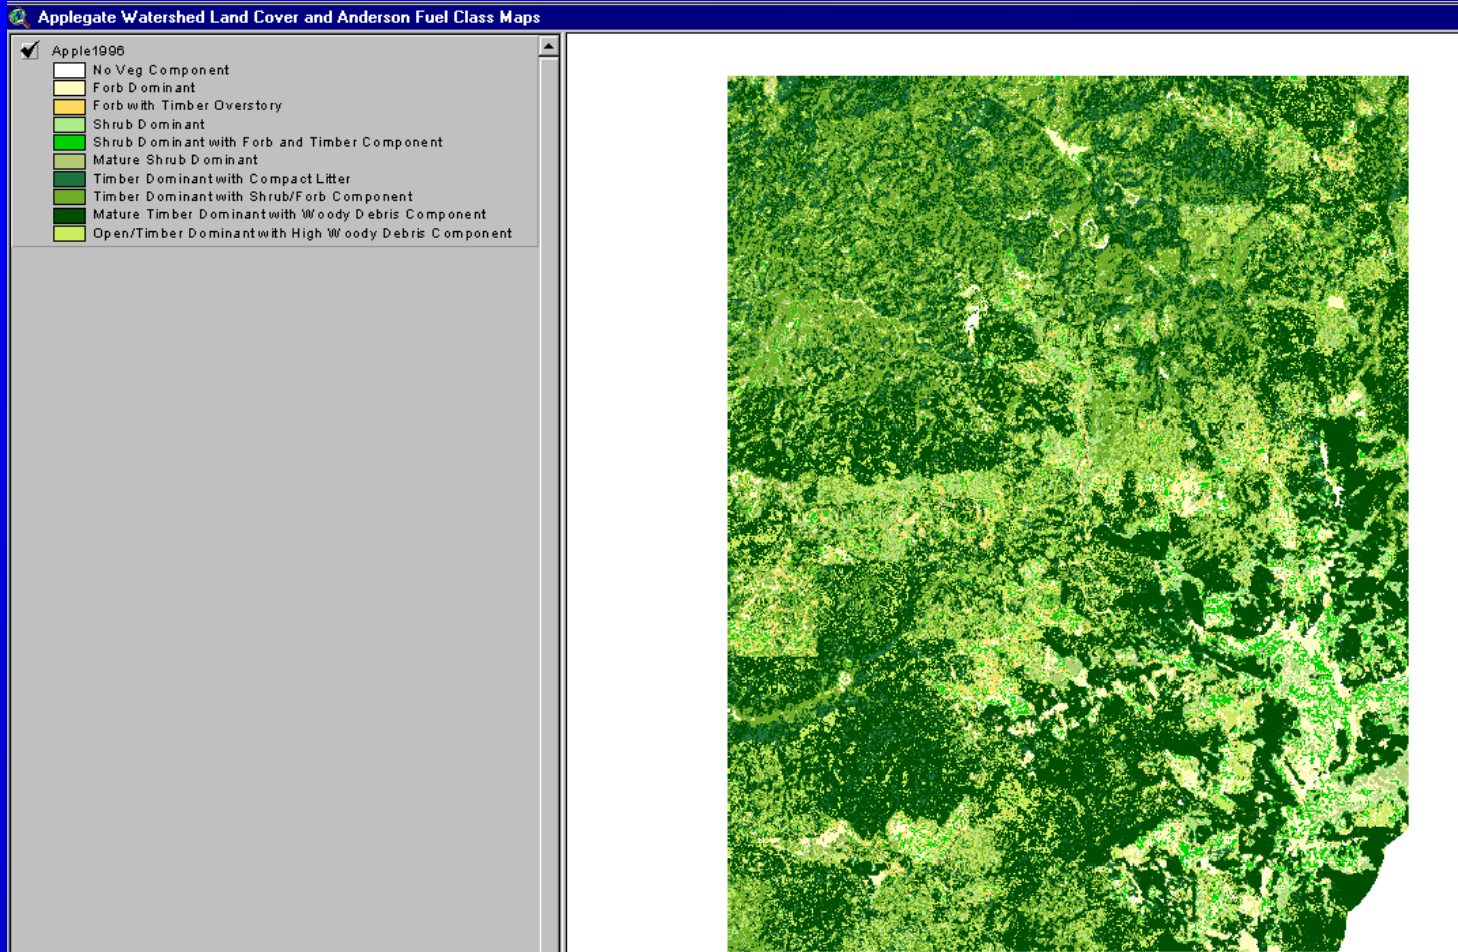 Applegate Watershed Land Cover and Anderson Fuel Class Maps
Apple1996
No Veg Component
Forb Dominant
Forb with Timber Overstory
Shrub Dominant
Shrub Dominant with Forb and Timber Component
Mature Shrub Dominant
Timber Dominant with Compact Litter
Timber Dominant with Shrub/Forb Component
Mature Timber Dominant with Woody Debris Component
Open/Timber Dominant with High Woody Debris Component